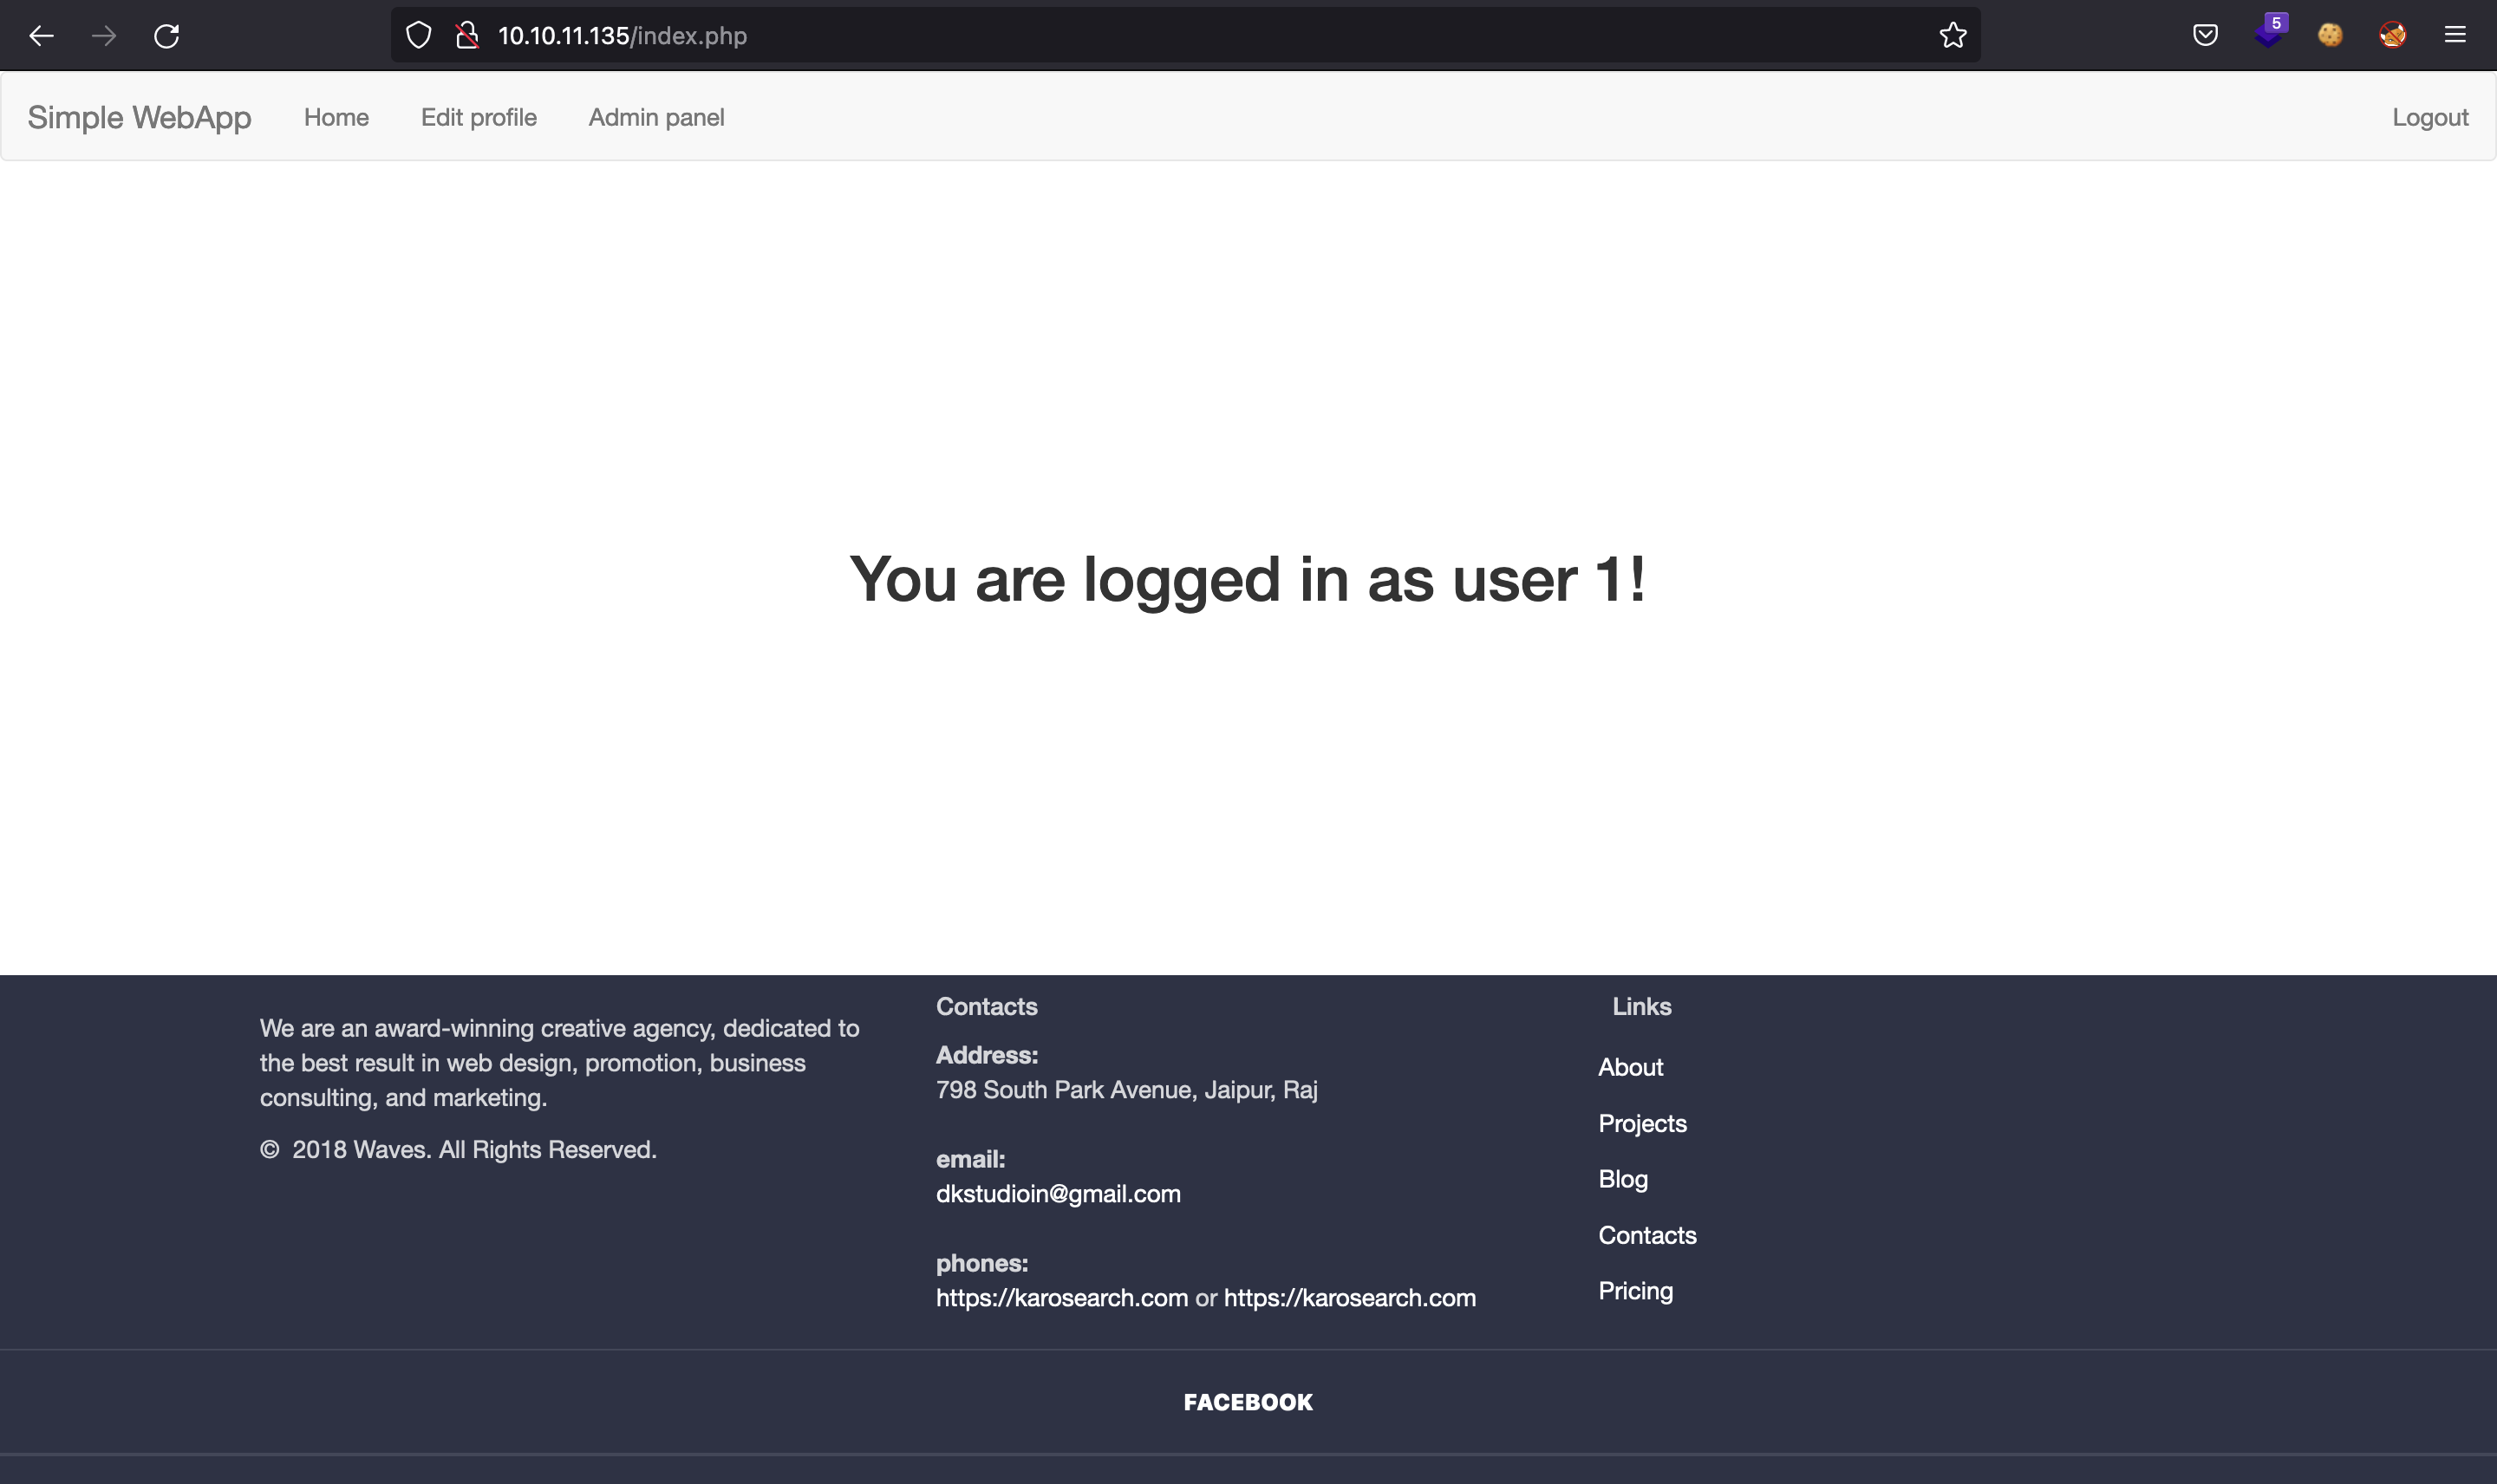 10.10.11.135/index.php
5
Simple WebApp Home Edit profile Admin panel Logout
You are logged in as user 1!
We are an award-winning creative agency, dedicated to
the best result in web design, promotion, business
consulting, and marketing.
© 2018 Waves. All Rights Reserved.
Contacts
Address:
798 South Park Avenue, Jaipur, Raj
email:
dkstudioin@gmail.com
phones:
https://karosearch.com or https://karosearch.com
Links
About
Projects
Blog
Contacts
Pricing
FACEBOOK